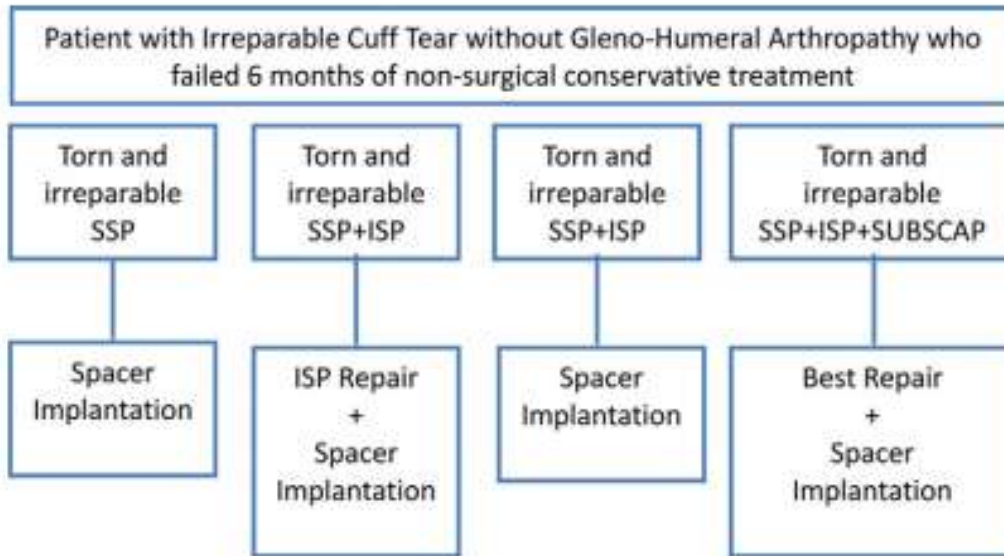 Patient with Irreparable Cuff Tear without Gleno-Humeral Arthropathy who
failed 6 months of non-surgical conservative treatment
Torn and
irreparable
SSP
Torn and
irreparable
SSP+ISP
Torn and
irreparable
SSP+ISP
Torn and
irreparable
SSP+ISP+SUBSCAP
Spacer
Implantation
ISP Repair
+
Spacer
Implantation
Spacer
Implantation
Best Repair
+
Spacer
Implantation